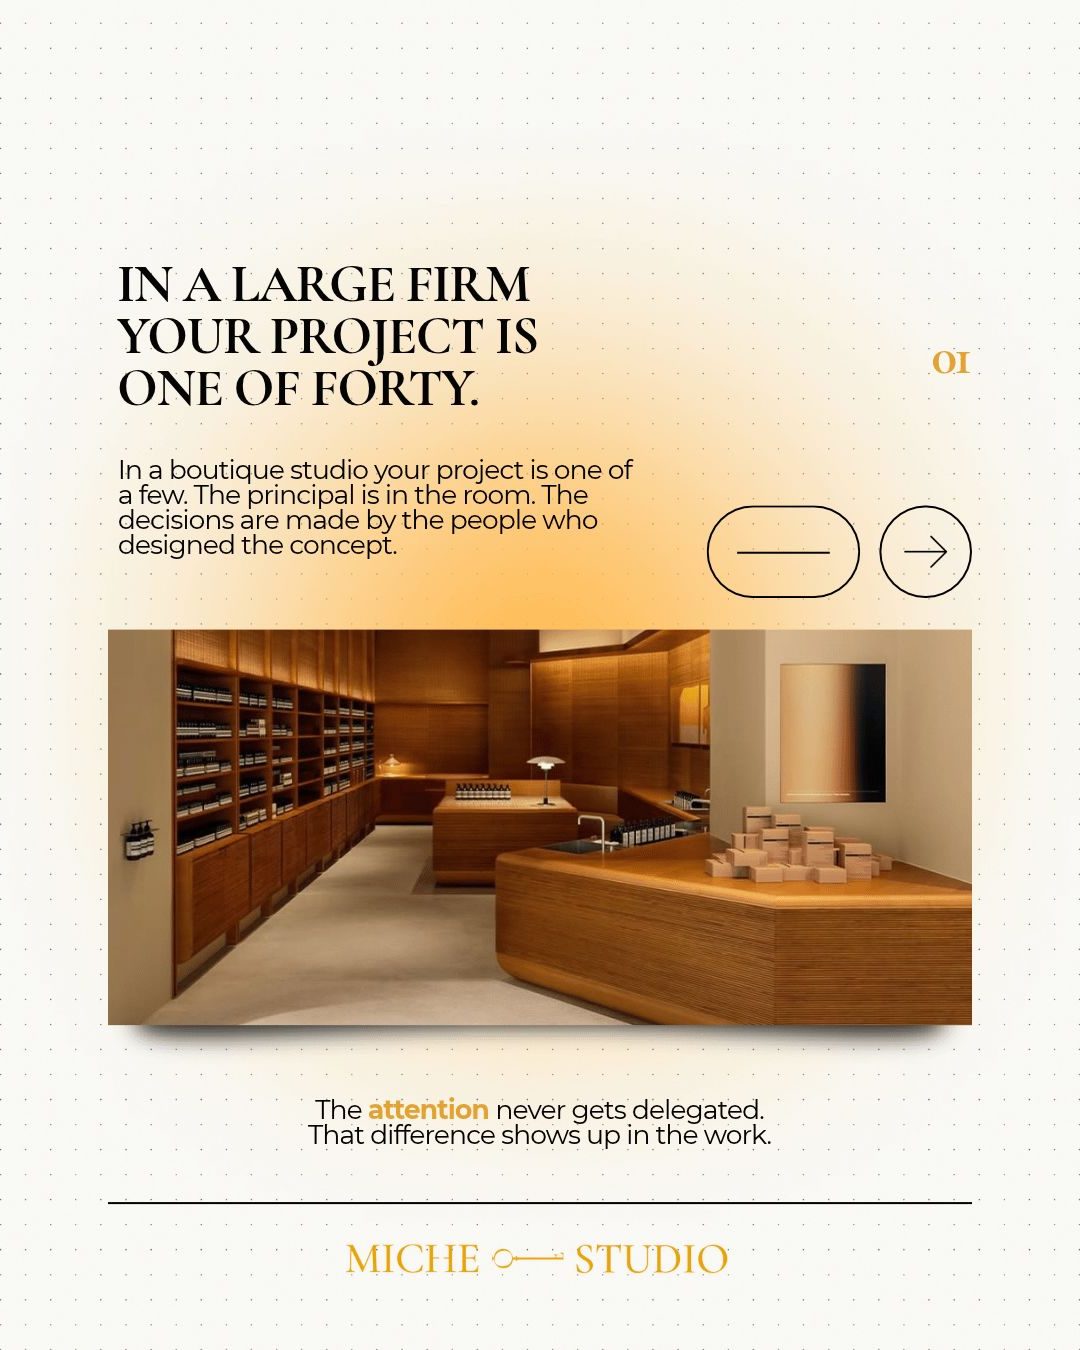 IN A LARGE FIRM
YOUR PROJECT IS
ONE OF FORTY.
01
In a boutique studio your project is one of
a few. The principal is in the room. The
decisions are made by the people who
designed the concept.
The attention never gets delegated.
That difference shows up in the work.
MICHE STUDIO